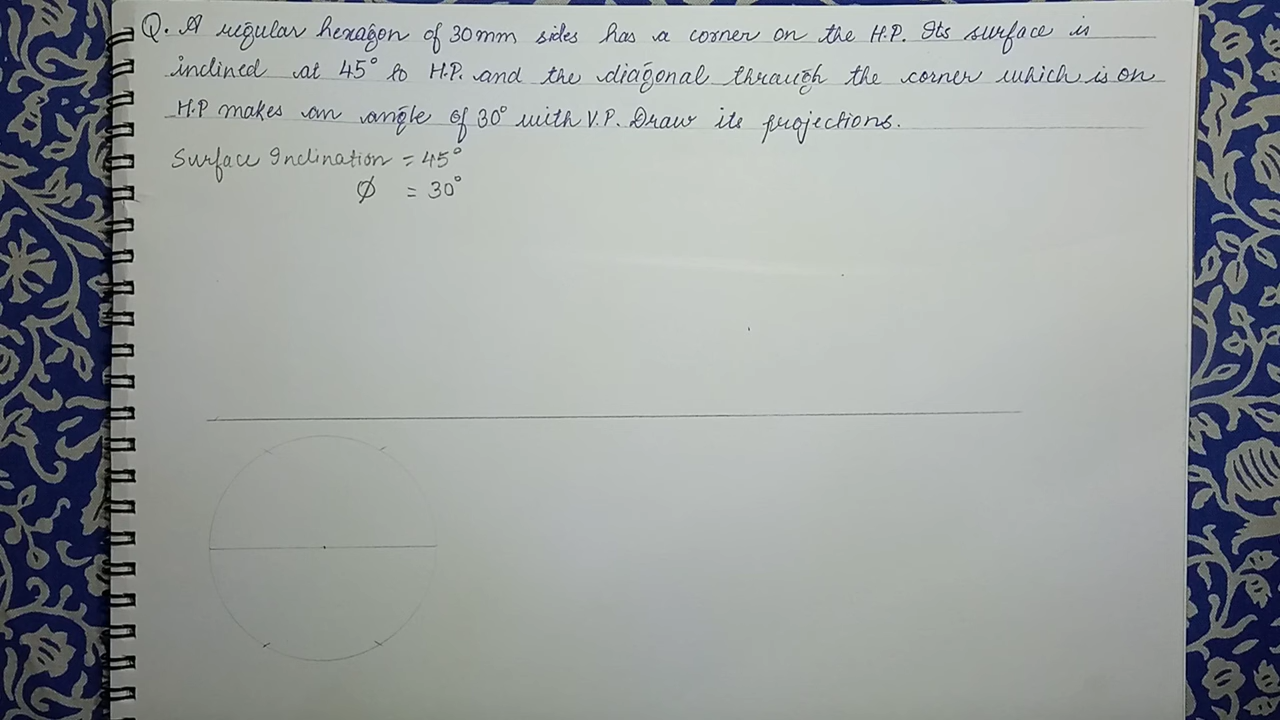 Q. A regular hexagon of 30mm sides has a corner on the H.P. Its surface is
inclined at 45° to H.P. and the diagonal through the corner which is on
H.P makes an angle of 30° with V.P. Draw its projections.
Surface Inclination = 45°
Ø = 30°